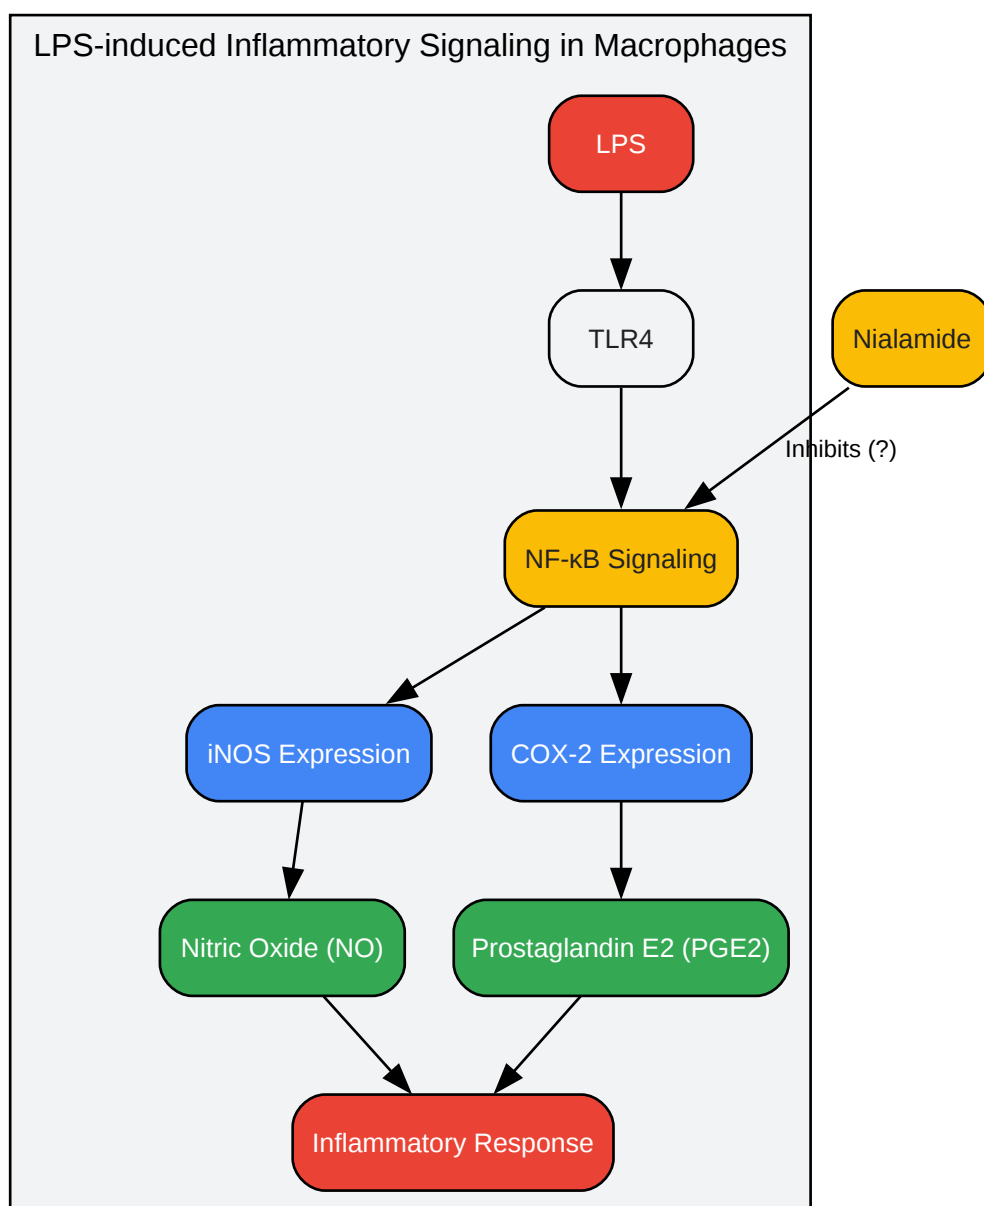 LPS-induced Inflammatory Signaling in Macrophages
LPS
TLR4
Nialamide
Inhibits (?)
NF-κB Signaling
iNOS Expression
COX-2 Expression
Nitric Oxide (NO)
Prostaglandin E2 (PGE2)
Inflammatory Response